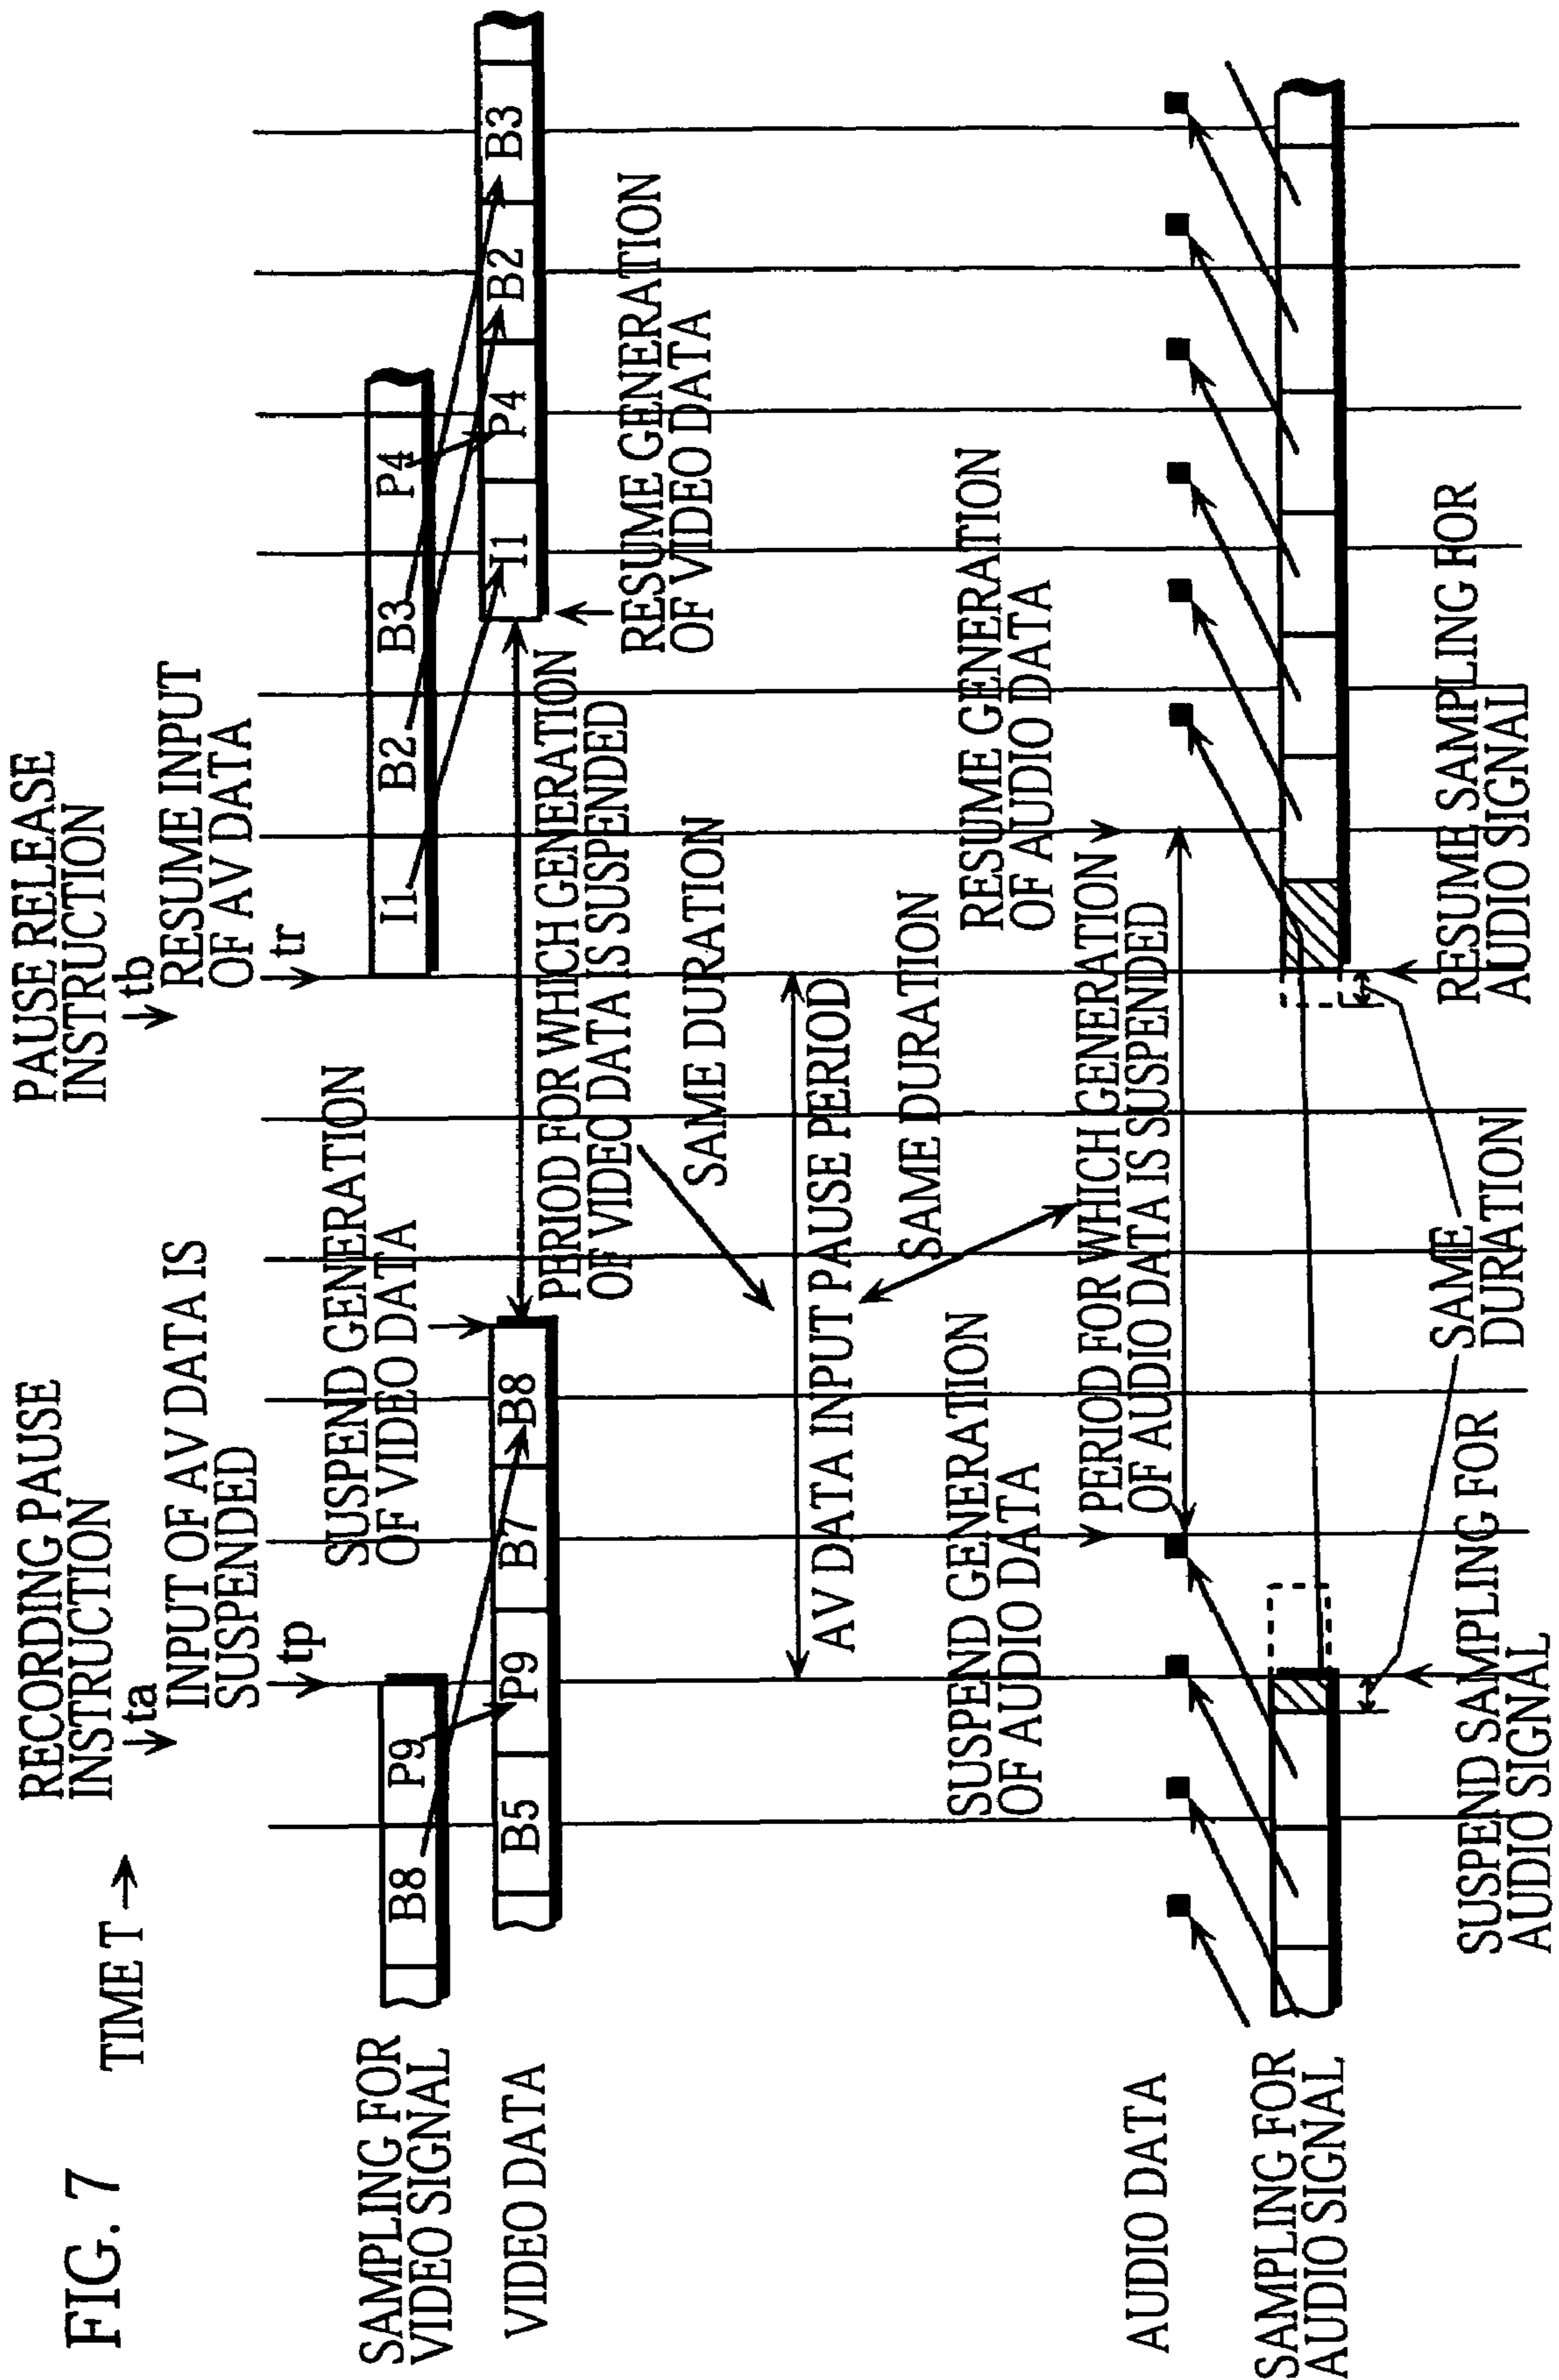 FIG. 7
TIME T →
RECORDING PAUSE
INSTRUCTION
ta
INPUT OF AV DATA IS
SUSPENDED
tp
PAUSE RELEASE
INSTRUCTION
tb
RESUME INPUT
OF AV DATA
tr
SAMPLING FOR
VIDEO SIGNAL
B8 P9
I1 B2 B3 P4
SUSPEND GENERATION
OF VIDEO DATA
VIDEO DATA
B5 P9 B7 B8
I1 P4 B2 B3
PERIOD FOR WHICH GENERATION
OF VIDEO DATA IS SUSPENDED
RESUME GENERATION
OF VIDEO DATA
SAME DURATION
AV DATA INPUT PAUSE PERIOD
SAME DURATION
SUSPEND GENERATION
OF AUDIO DATA
RESUME GENERATION
OF AUDIO DATA
PERIOD FOR WHICH GENERATION
OF AUDIO DATA IS SUSPENDED
AUDIO DATA
SAMPLING FOR
AUDIO SIGNAL
SAME
DURATION
SUSPEND SAMPLING FOR
AUDIO SIGNAL
RESUME SAMPLING FOR
AUDIO SIGNAL